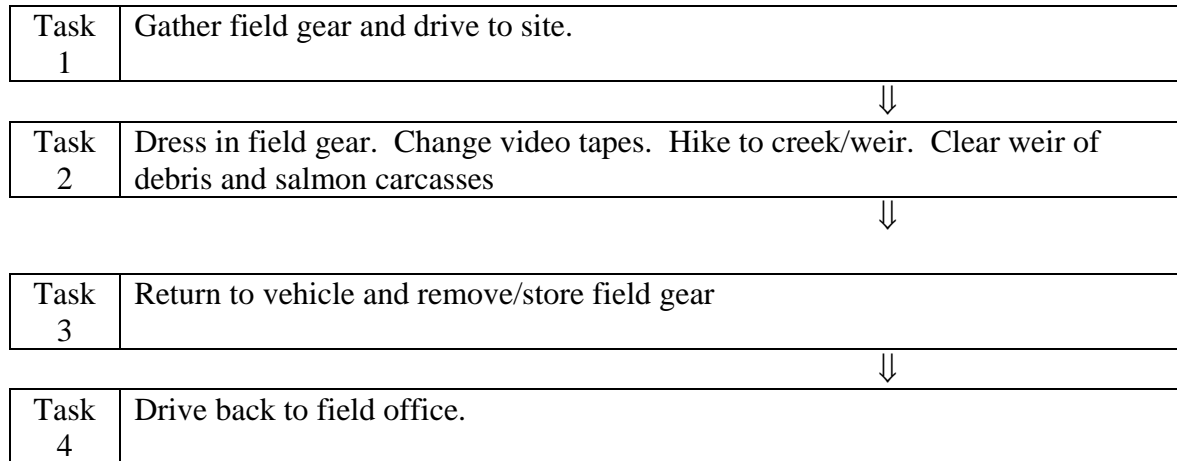 Task Gather field gear and drive to site.
1
⇓
Task Dress in field gear.  Change video tapes.  Hike to creek/weir.  Clear weir of
2 debris and salmon carcasses
⇓
Task Return to vehicle and remove/store field gear
3
⇓
Task Drive back to field office.
4